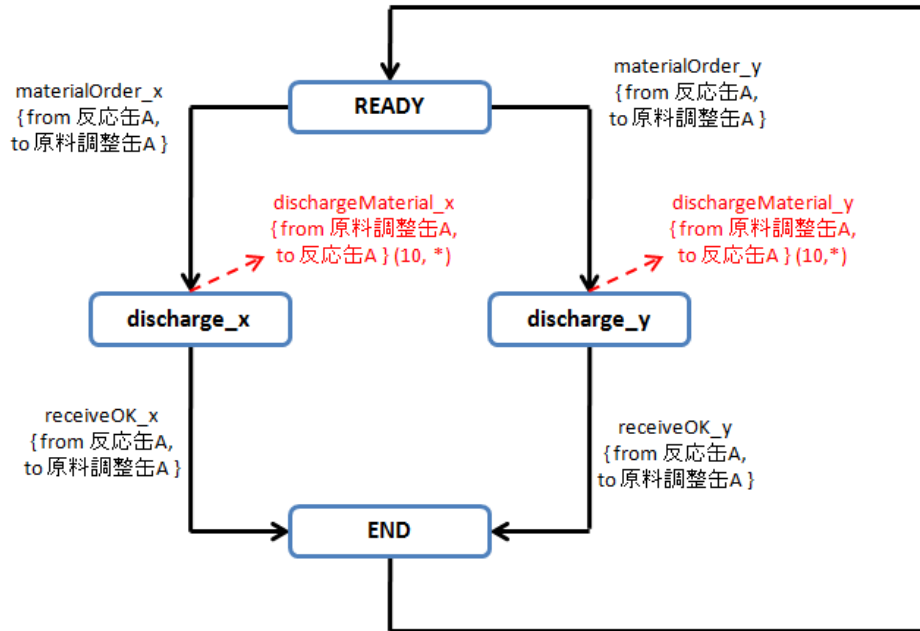 materialOrder_x
{from 反応缶A,
to 原料調整缶A }
READY
materialOrder_y
{from 反応缶A,
to 原料調整缶A }
dischargeMaterial_x
{from 原料調整缶A,
to 反応缶A } (10, *)
dischargeMaterial_y
{from 原料調整缶A,
to 反応缶A } (10,*)
discharge_x
discharge_y
receiveOK_x
{from 反応缶A,
to 原料調整缶A }
receiveOK_y
{from 反応缶A,
to 原料調整缶A }
END